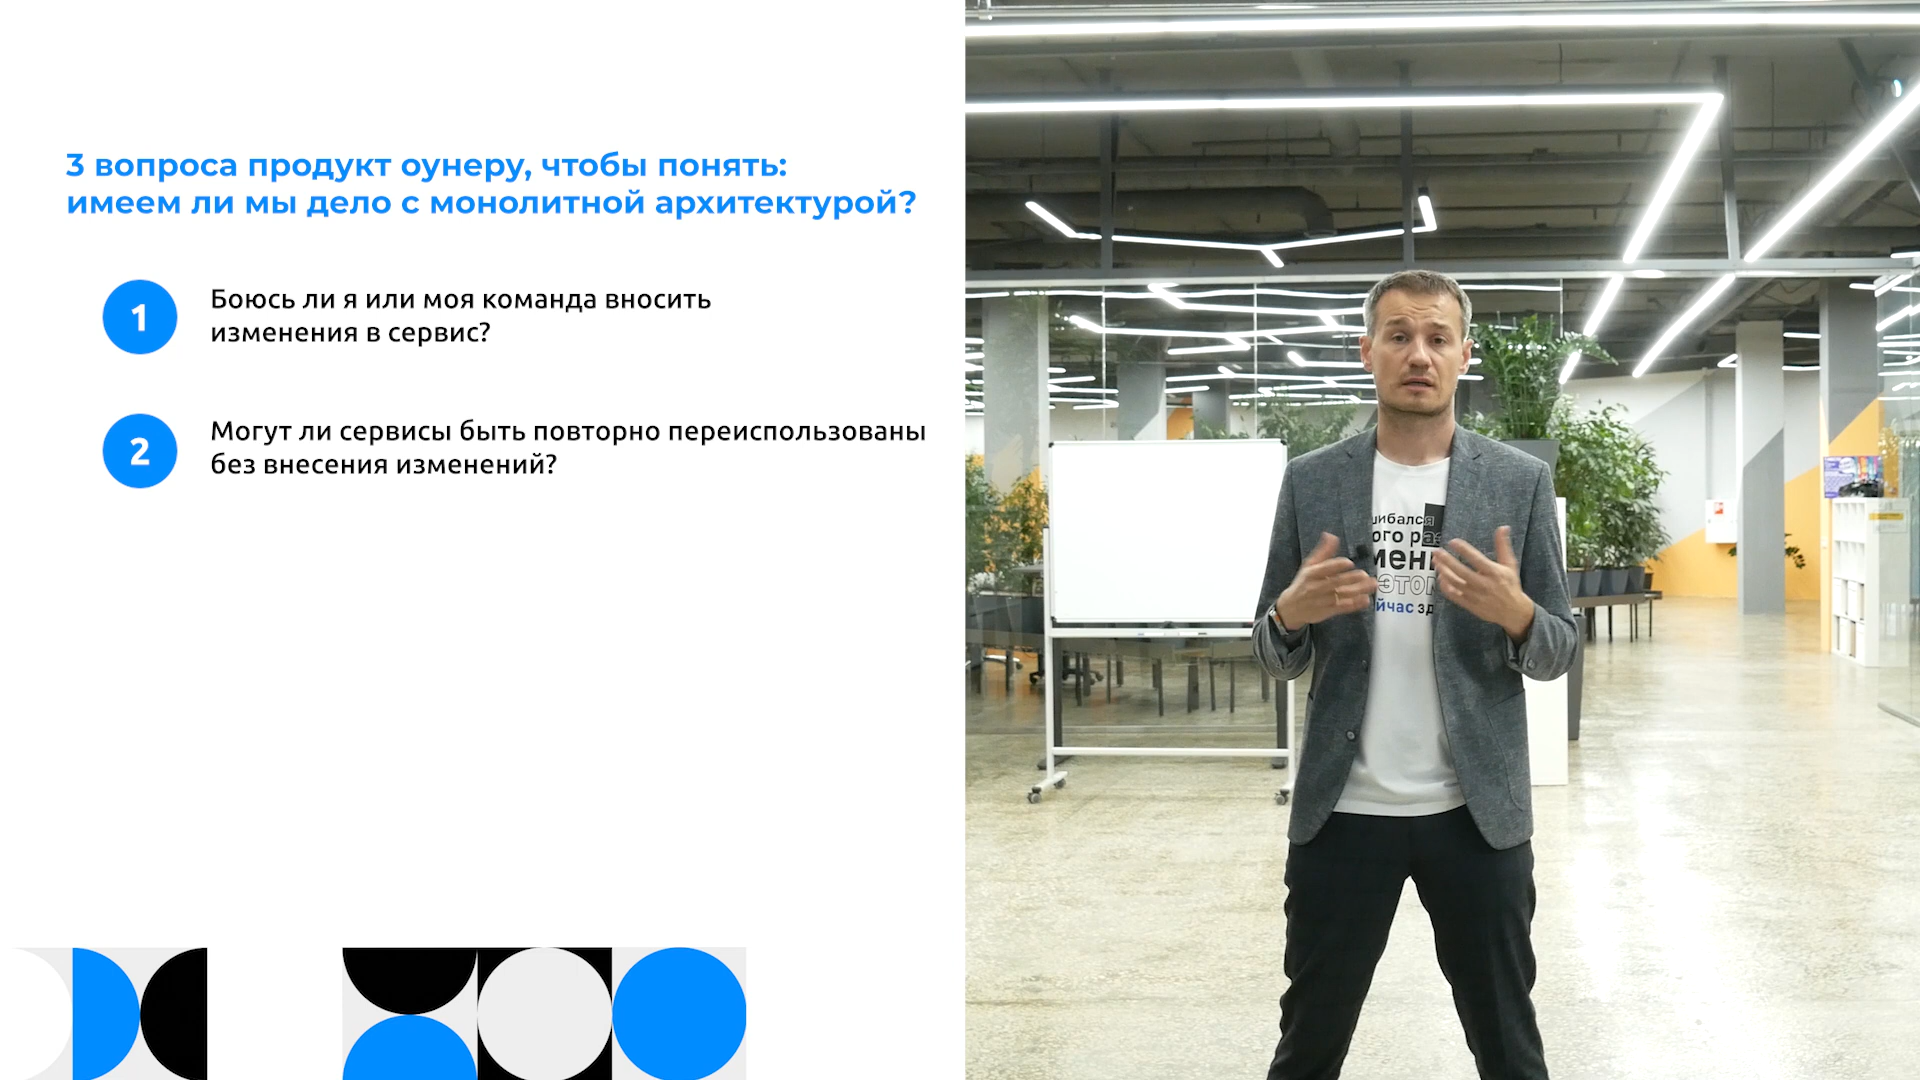 3 вопроса продукт оунеру, чтобы понять:
имеем ли мы дело с монолитной архитектурой?
1
Боюсь ли я или моя команда вносить
изменения в сервис?
2
Могут ли сервисы быть повторно переиспользованы
без внесения изменений?